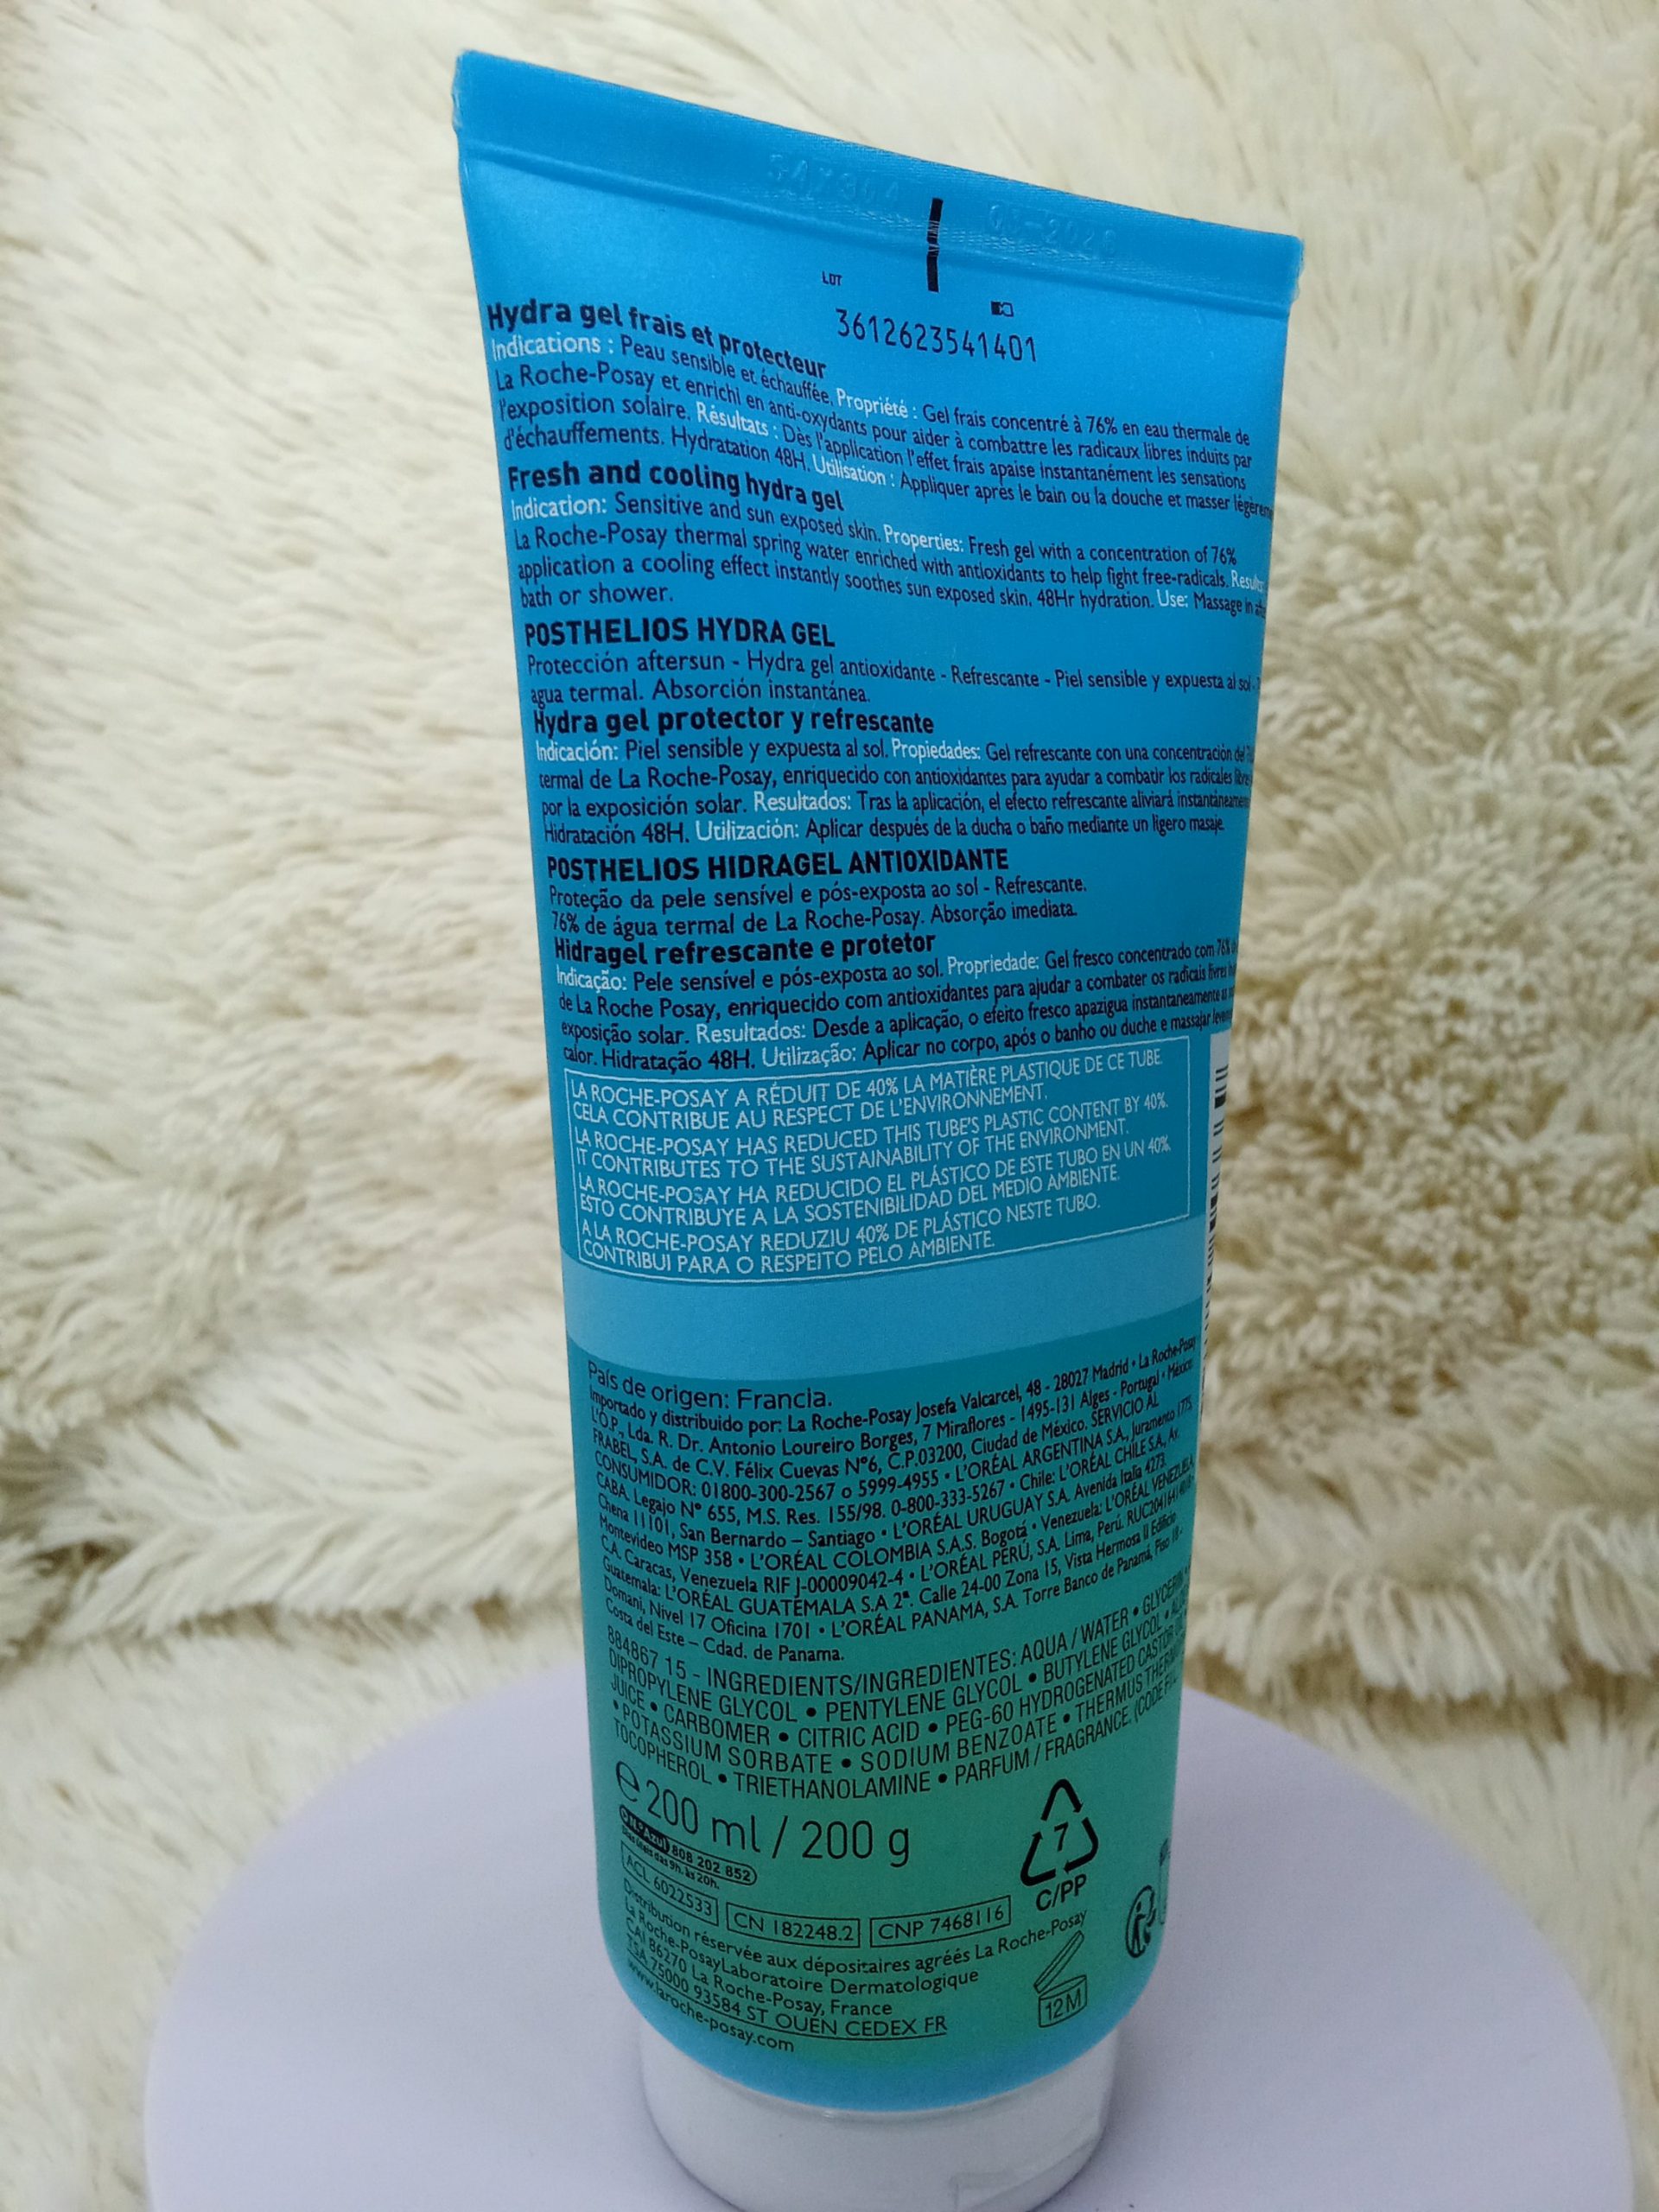 LOT
3612623541401
Hydra gel frais et protecteur
Indications : Peau sensible et échauffée. Propriété : Gel frais concentré à 76% en eau thermale de
La Roche-Posay et enrichi en anti-oxydants pour aider à combattre les radicaux libres induits par
l'exposition solaire. Résultats : Dès l'application l'effet frais apaise instantanément les sensations
d'échauffements. Hydratation 48H. Utilisation : Appliquer après le bain ou la douche et masser
Fresh and cooling hydra gel
Indication: Sensitive and sun exposed skin. Properties: Fresh gel with a concentration of 76%
La Roche-Posay thermal spring water enriched with antioxidants to help fight free-radicals.
application a cooling effect instantly soothes sun exposed skin. 48Hr hydration. Use: Massage in
bath or shower.
POSTHELIOS HYDRA GEL
Protección aftersun - Hydra gel antioxidante - Refrescante - Piel sensible y expuesta al sol -
agua termal. Absorción instantánea.
Hydra gel protector y refrescante
Indicación: Piel sensible y expuesta al sol. Propiedades: Gel refrescante con una concentración del
termal de La Roche-Posay, enriquecido con antioxidantes para ayudar a combatir los radicales
por la exposición solar. Resultados: Tras la aplicación, el efecto refrescante aliviará
Hidratación 48H. Utilización: Aplicar después de la ducha o baño mediante un ligero masaje.
POSTHELIOS HIDRAGEL ANTIOXIDANTE
Proteção da pele sensível e pós-exposta ao sol - Refrescante.
76% de água termal de La Roche-Posay. Absorção imediata.
Hidragel refrescante e protetor
Indicação: Pele sensível e pós-exposta ao sol. Propriedade: Gel fresco concentrado com 76%
de La Roche Posay, enriquecido com antioxidantes para ajudar a combater os radicais livres
exposição solar. Resultados: Desde a aplicação, o efeito fresco apazigua instantaneamente
calor. Hidratação 48H. Utilização: Aplicar no corpo, após o banho ou duche e massajar
LA ROCHE-POSAY A RÉDUIT DE 40% LA MATIÈRE PLASTIQUE DE CE TUBE.
CELA CONTRIBUE AU RESPECT DE L'ENVIRONNEMENT.
LA ROCHE-POSAY HAS REDUCED THIS TUBE'S PLASTIC CONTENT BY 40%.
IT CONTRIBUTES TO THE SUSTAINABILITY OF THE ENVIRONMENT.
LA ROCHE-POSAY HA REDUCIDO EL PLÁSTICO DE ESTE TUBO EN UN 40%.
ESTO CONTRIBUYE A LA SOSTENIBILIDAD DEL MEDIO AMBIENTE.
A LA ROCHE-POSAY REDUZIU 40% DE PLÁSTICO NESTE TUBO.
CONTRIBUI PARA O RESPEITO PELO AMBIENTE.
País de origen: Francia.
Importado y distribuido por: La Roche-Posay Josefa Valcarcel, 48 - 28027 Madrid • La Roche-Posay
L'O.P., Lda. R. Dr. Antonio Loureiro Borges, 7 Miraflores - 1495-131 Alges - Portugal • México:
FRABEL, S.A. de C.V. Félix Cuevas N°6, C.P.03200, Ciudad de México. SERVICIO AL
CONSUMIDOR: 01800-300-2567 o 5999-4955 • L'ORÉAL ARGENTINA S.A., Juramento 1775,
CABA. Legajo N° 655, M.S. Res. 155/98. 0-800-333-5267 • Chile: L'ORÉAL CHILE S.A. Av.
Chena 11101, San Bernardo – Santiago • L'ORÉAL URUGUAY S.A. Avenida Italia 4273.
Montevideo MSP 358 • L'ORÉAL COLOMBIA S.A.S. Bogotá • Venezuela: L'ORÉAL VENEZUELA
C.A. Caracas, Venezuela RIF J-00009042-4 • L'ORÉAL PERÚ, S.A. Lima, Perú.
Guatemala: L'ORÉAL GUATEMALA S.A 2ª. Calle 24-00 Zona 15, Vista Hermosa II Edificio
Domani, Nivel 17 Oficina 1701 • L'ORÉAL PANAMA, S.A. Torre Banco de Panamá, Piso 18 -
Costa del Este – Cdad. de Panama.
884867 15 - INGREDIENTS/INGREDIENTES: AQUA / WATER • GLYCERIN
DIPROPYLENE GLYCOL • PENTYLENE GLYCOL • BUTYLENE GLYCOL •
JUICE • CARBOMER • CITRIC ACID • PEG-60 HYDROGENATED CASTOR
• POTASSIUM SORBATE • SODIUM BENZOATE • THERMUS
TOCOPHEROL • TRIETHANOLAMINE • PARFUM / FRAGRANCE. (CODE
e 200 ml / 200 g
N.º Azul 808 202 852
Dias úteis das 9h. às 20h.
7
C/PP
ACL 6022533
CN 182248.2
CNP 7468116
Distribution réservée aux dépositaires agréés La Roche-Posay
La Roche-Posay Laboratoire Dermatologique
CAI 86270 La Roche-Posay, France
TSA 75000 93584 ST OUEN CEDEX FR
www.laroche-posay.com
12M